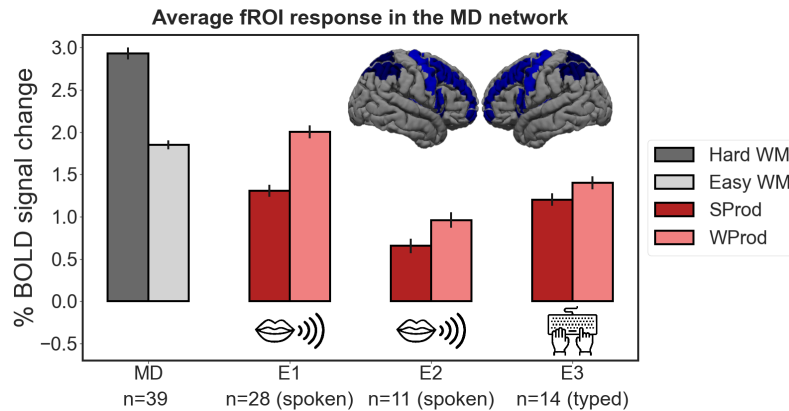 Average fROI response in the MD network
% BOLD signal change
3.0
2.5
2.0
1.5
1.0
0.5
0.0
−0.5
MD
n=39
E1
n=28 (spoken)
E2
n=11 (spoken)
E3
n=14 (typed)
Hard WM
Easy WM
SProd
WProd